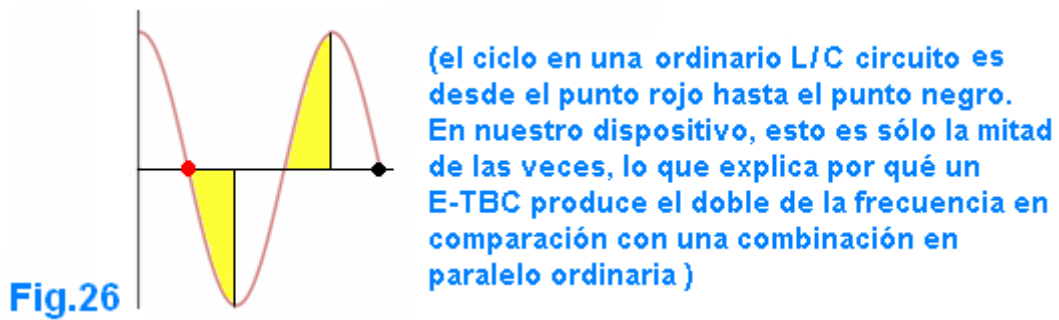 (el ciclo en una ordinario L/C circuito es
desde el punto rojo hasta el punto negro.
En nuestro dispositivo, esto es sólo la mitad
de las veces, lo que explica por qué un
E-TBC produce el doble de la frecuencia en
comparación con una combinación en
paralelo ordinaria )
Fig.26